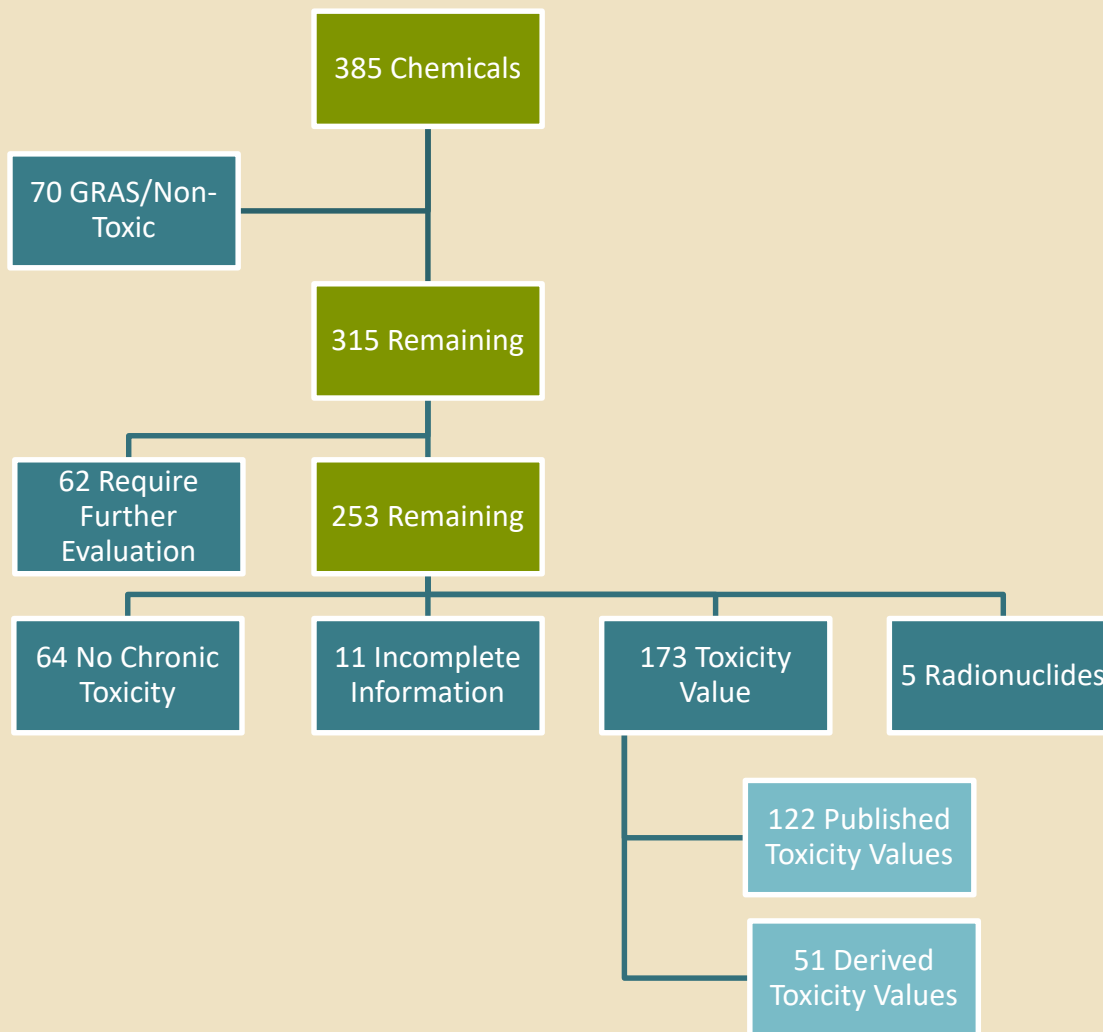 385 Chemicals
70 GRAS/Non-
Toxic
315 Remaining
62 Require
Further
Evaluation
253 Remaining
64 No Chronic
Toxicity
11 Incomplete
Information
173 Toxicity
Value
5 Radionuclides
122 Published
Toxicity Values
51 Derived
Toxicity Values